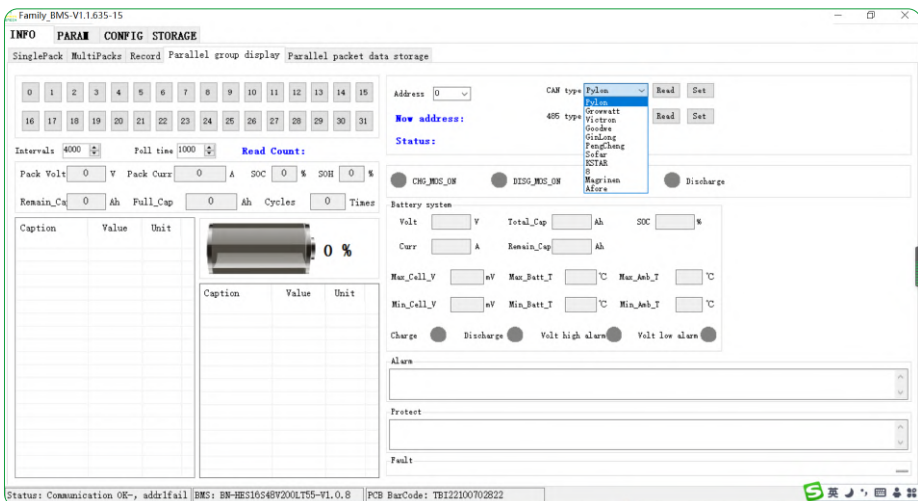 Family_BMS-V1.1.635-15
INFO PARAM CONFIG STORAGE
SinglePack MultiPacks Record Parallel group display Parallel packet data storage
0 1 2 3 4 5 6 7 8 9 10 11 12 13 14 15
16 17 18 19 20 21 22 23 24 25 26 27 28 29 30 31
Intervals 4000 Poll time 1000 Read Count:
Pack Volt 0 V Pack Curr 0 A SOC 0 % SOH 0 %
Remain_Ca 0 Ah Full_Cap 0 Ah Cycles 0 Times
Caption Value Unit
0 %
Caption Value Unit
Address 0 CAN type Pylon Read Set
Now address: 485 type Read Set
Status:
Pylon
Growatt
Victron
Goodwe
GinLong
PengCheng
Sofar
KSTAR
8
Magrinen
Afore
CHG_MOS_ON DISG_MOS_ON Discharge
Battery system
Volt V Total_Cap Ah SOC %
Curr A Remain_Cap Ah
Max_Cell_V mV Max_Batt_T ℃ Max_Amb_T ℃
Min_Cell_V mV Min_Batt_T ℃ Min_Amb_T ℃
Charge Discharge Volt high alarm Volt low alarm
Alarm
Protect
Fault
Status: Communication OK-, addr1fail BMS: BN-HES16S48V200LT55-V1.0.8 PCB BarCode: TBI22100702822
S 英